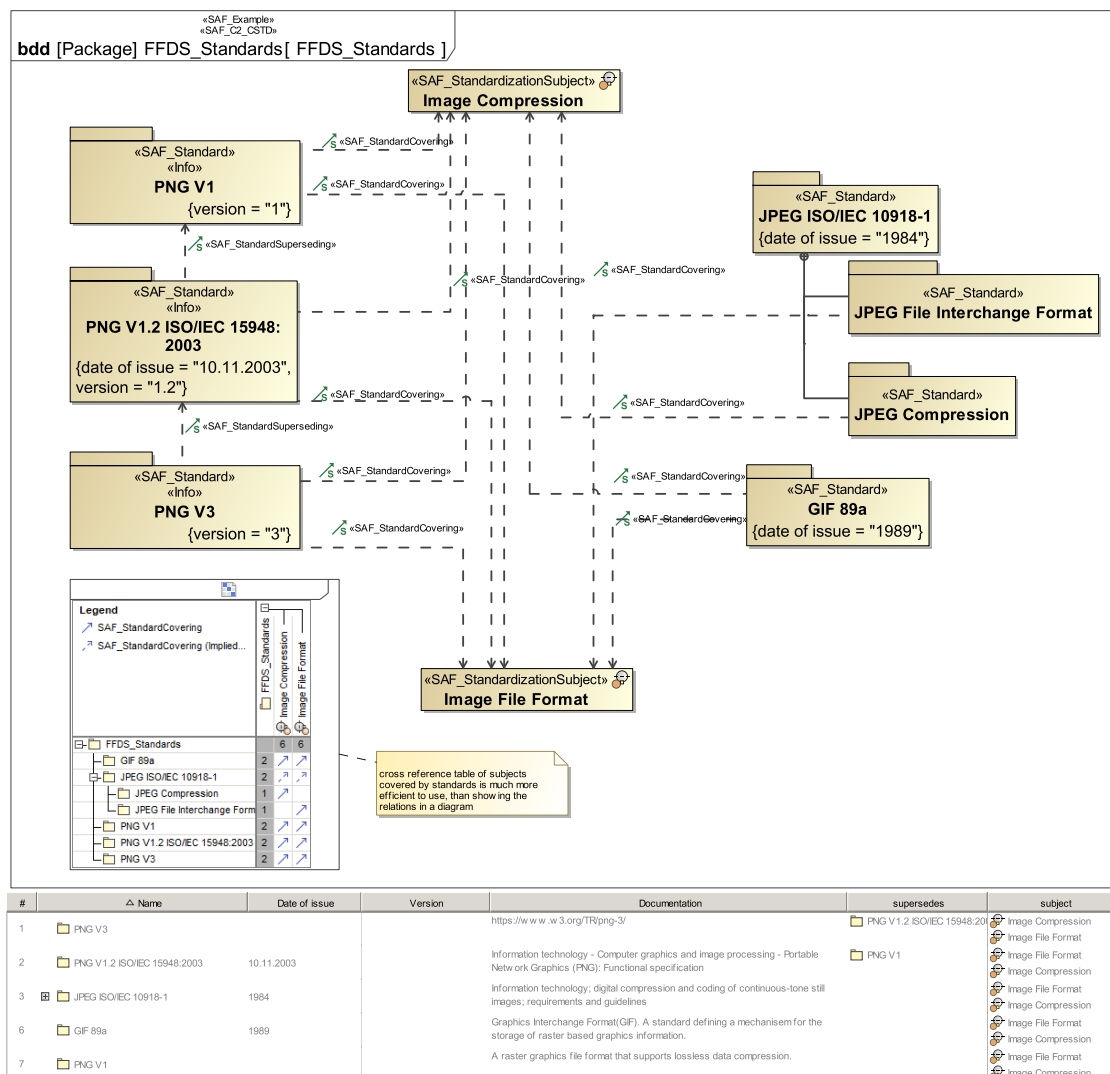 «SAF_Example»
«SAF_C2_CSTD»
bdd [Package] FFDS_Standards[ FFDS_Standards ]
«SAF_StandardizationSubject»
Image Compression
«SAF_StandardCovering»
«SAF_Standard»
«Info»
PNG V1
{version = "1"}
«SAF_StandardCovering»
«SAF_Standard»
JPEG ISO/IEC 10918-1
{date of issue = "1984"}
«SAF_StandardSuperseding»
«SAF_StandardCovering»
«SAF_StandardCovering»
«SAF_Standard»
JPEG File Interchange Format
«SAF_Standard»
«Info»
PNG V1.2 ISO/IEC 15948:
2003
{date of issue = "10.11.2003",
version = "1.2"}
«SAF_StandardCovering»
«SAF_StandardCovering»
«SAF_Standard»
JPEG Compression
«SAF_StandardSuperseding»
«SAF_Standard»
«Info»
PNG V3
{version = "3"}
«SAF_StandardCovering»
«SAF_StandardCovering»
«SAF_Standard»
GIF 89a
{date of issue = "1989"}
«SAF_StandardCovering»
«SAF_StandardCovering»
«SAF_StandardizationSubject»
Image File Format
Legend
SAF_StandardCovering
SAF_StandardCovering (Implied...
FFDS_Standards
Image Compression
Image File Format
FFDS_Standards 6 6
GIF 89a 2
JPEG ISO/IEC 10918-1 2
JPEG Compression 1
JPEG File Interchange Form 1
PNG V1 2
PNG V1.2 ISO/IEC 15948:2003 2
PNG V3 2
cross reference table of subjects
covered by standards is much more
efficient to use, than showing the
relations in a diagram
# Name Date of issue Version Documentation supersedes subject
1 PNG V3 https://www.w3.org/TR/png-3/ PNG V1.2 ISO/IEC 15948:20 Image Compression
Image File Format
2 PNG V1.2 ISO/IEC 15948:2003 10.11.2003 Information technology - Computer graphics and image processing - Portable PNG V1 Image File Format
Network Graphics (PNG): Functional specification Image Compression
3 JPEG ISO/IEC 10918-1 1984 Information technology; digital compression and coding of continuous-tone still Image File Format
images; requirements and guidelines Image Compression
6 GIF 89a 1989 Graphics Interchange Format(GIF). A standard defining a mechanisem for the Image File Format
storage of raster based graphics information. Image Compression
7 PNG V1 A raster graphics file format that supports lossless data compression. Image File Format
Image Compression